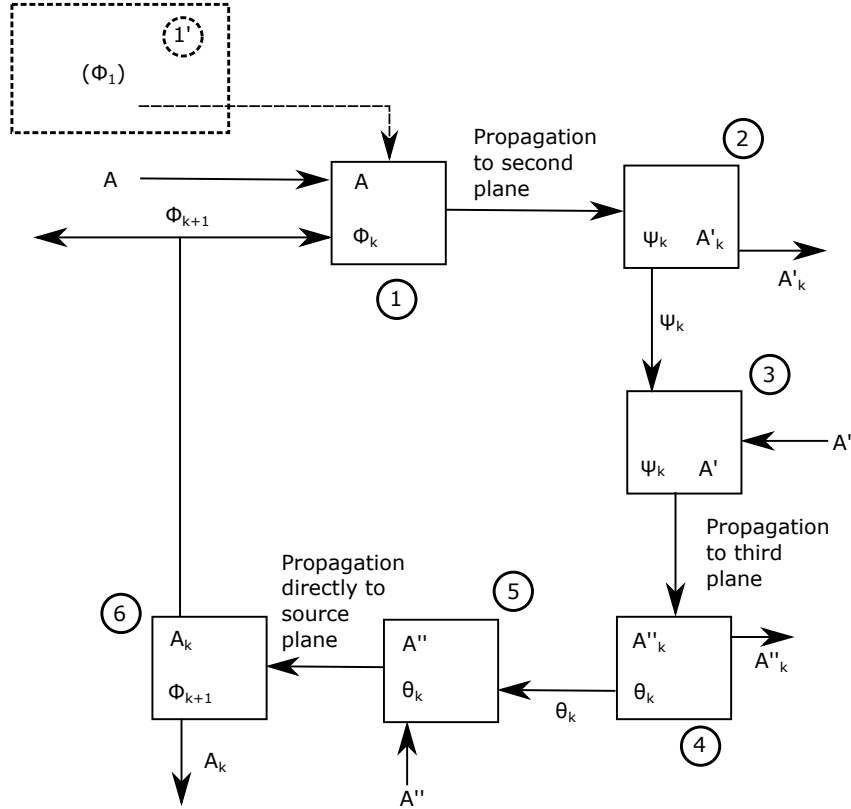 1'
(Φ₁)
A
Φₖ₊₁
A
Φₖ
1
Propagation
to second
plane
2
Ψₖ A'ₖ
A'ₖ
Ψₖ
3
Ψₖ A'
A'
Propagation
to third
plane
4
A''ₖ
θₖ
A''ₖ
θₖ
5
A''
θₖ
A''
Propagation
directly to
source
plane
6
Aₖ
Φₖ₊₁
Aₖ